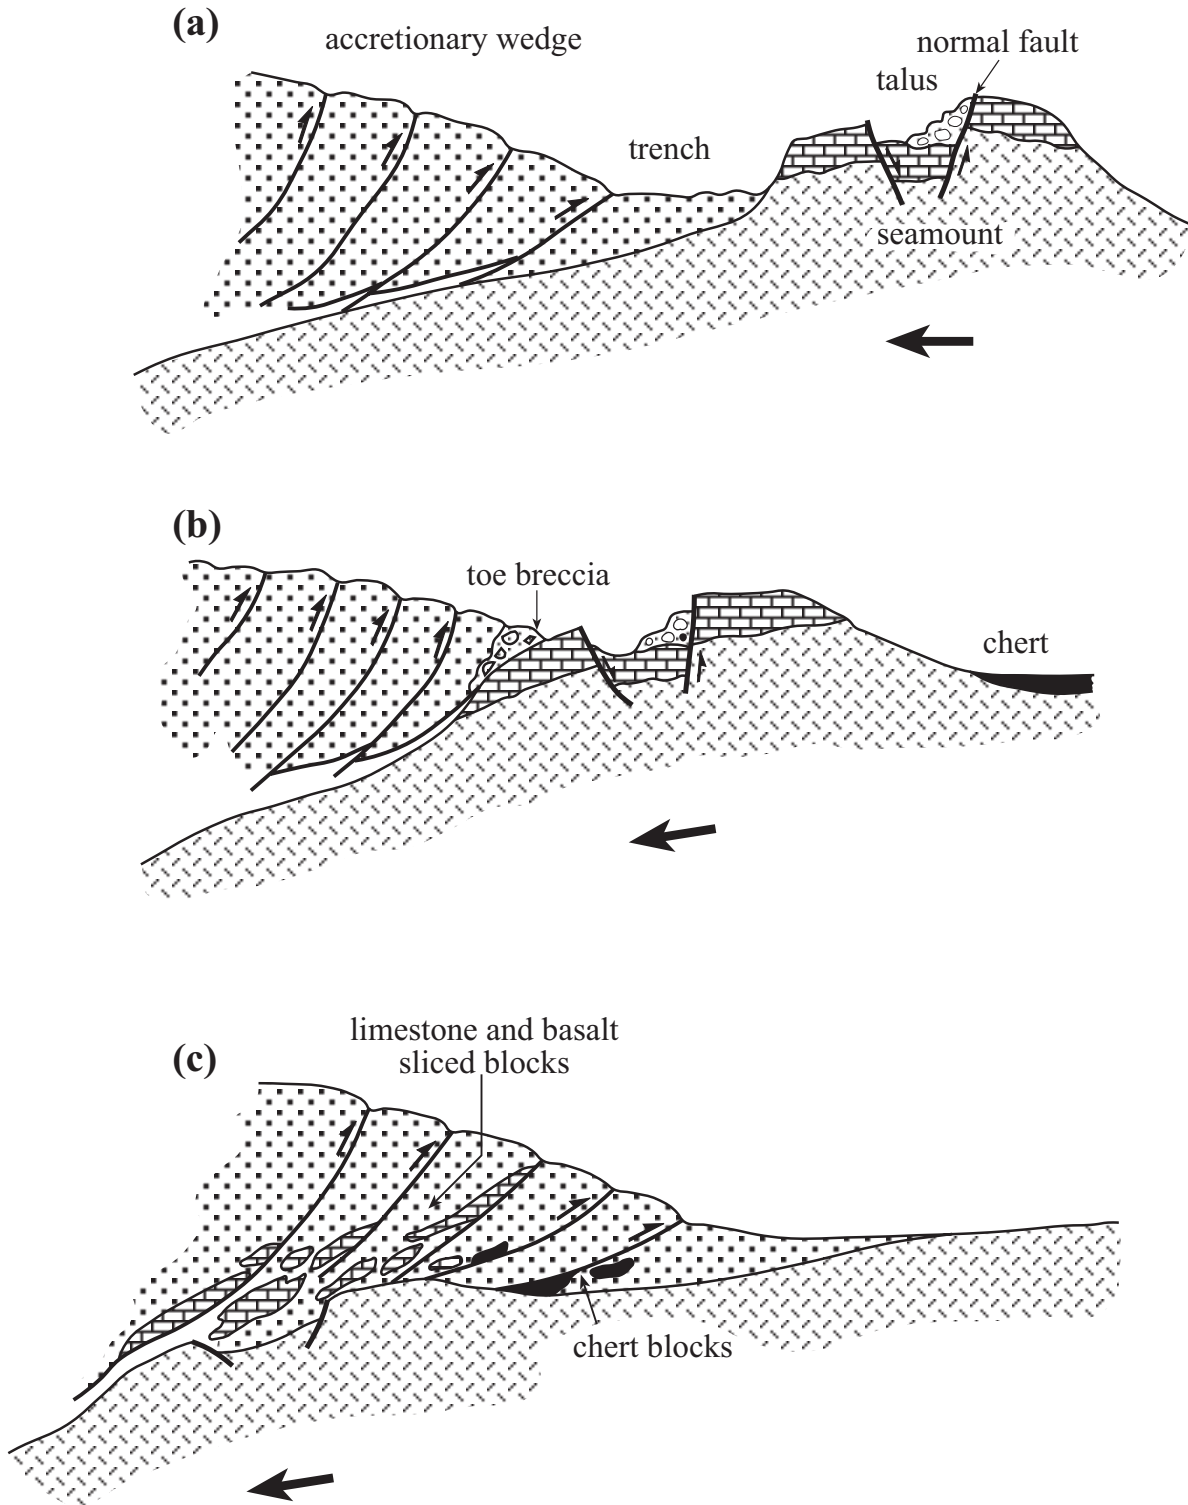 (a)
accretionary wedge
normal fault
talus
trench
seamount
(b)
toe breccia
chert
limestone and basalt
(c)
sliced blocks
chert blocks